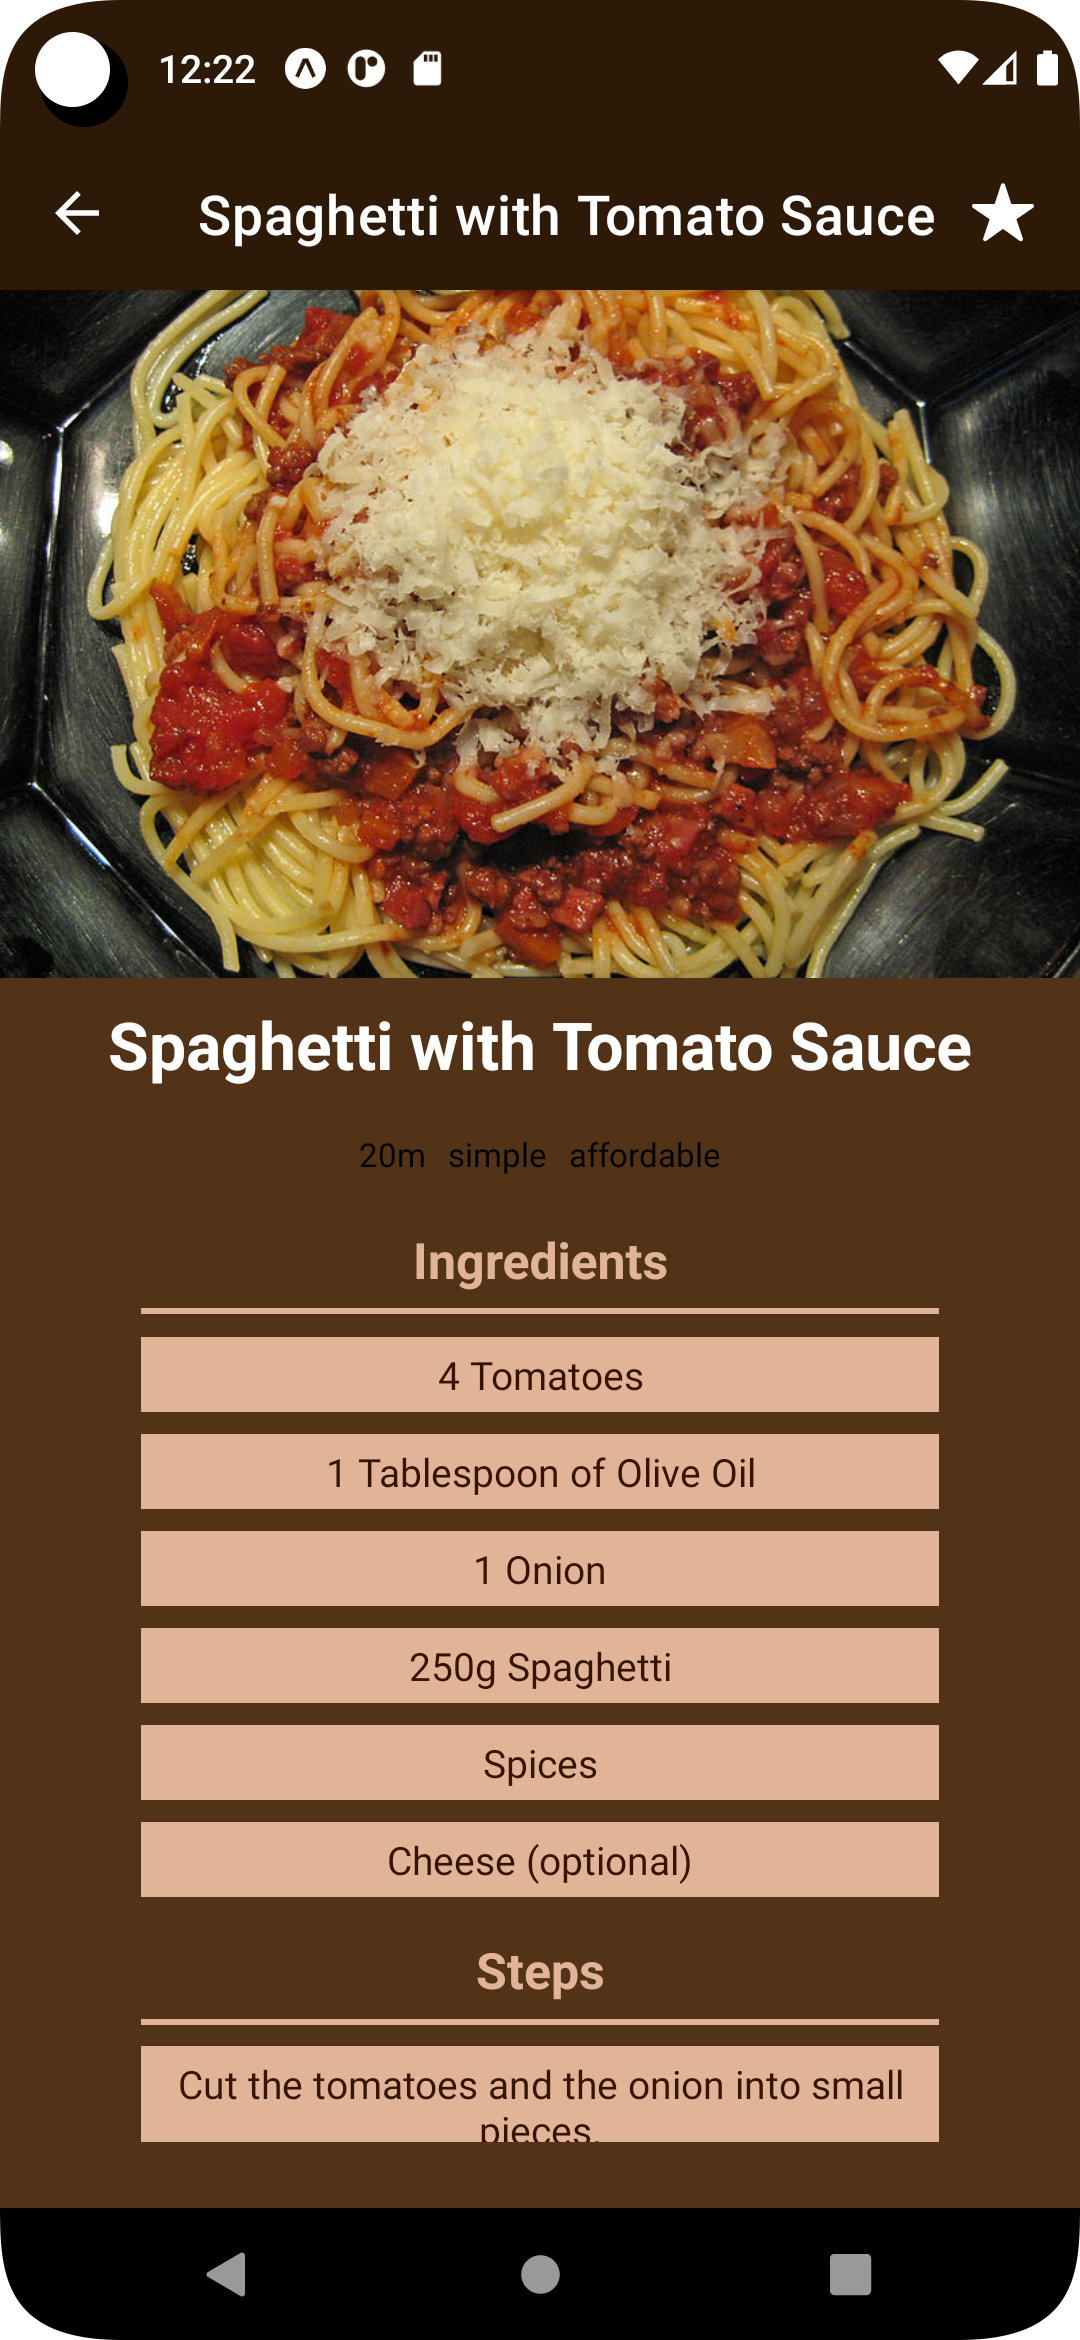 12:22
Spaghetti with Tomato Sauce
Spaghetti with Tomato Sauce
20m simple affordable
Ingredients
4 Tomatoes
1 Tablespoon of Olive Oil
1 Onion
250g Spaghetti
Spices
Cheese (optional)
Steps
Cut the tomatoes and the onion into small
pieces.